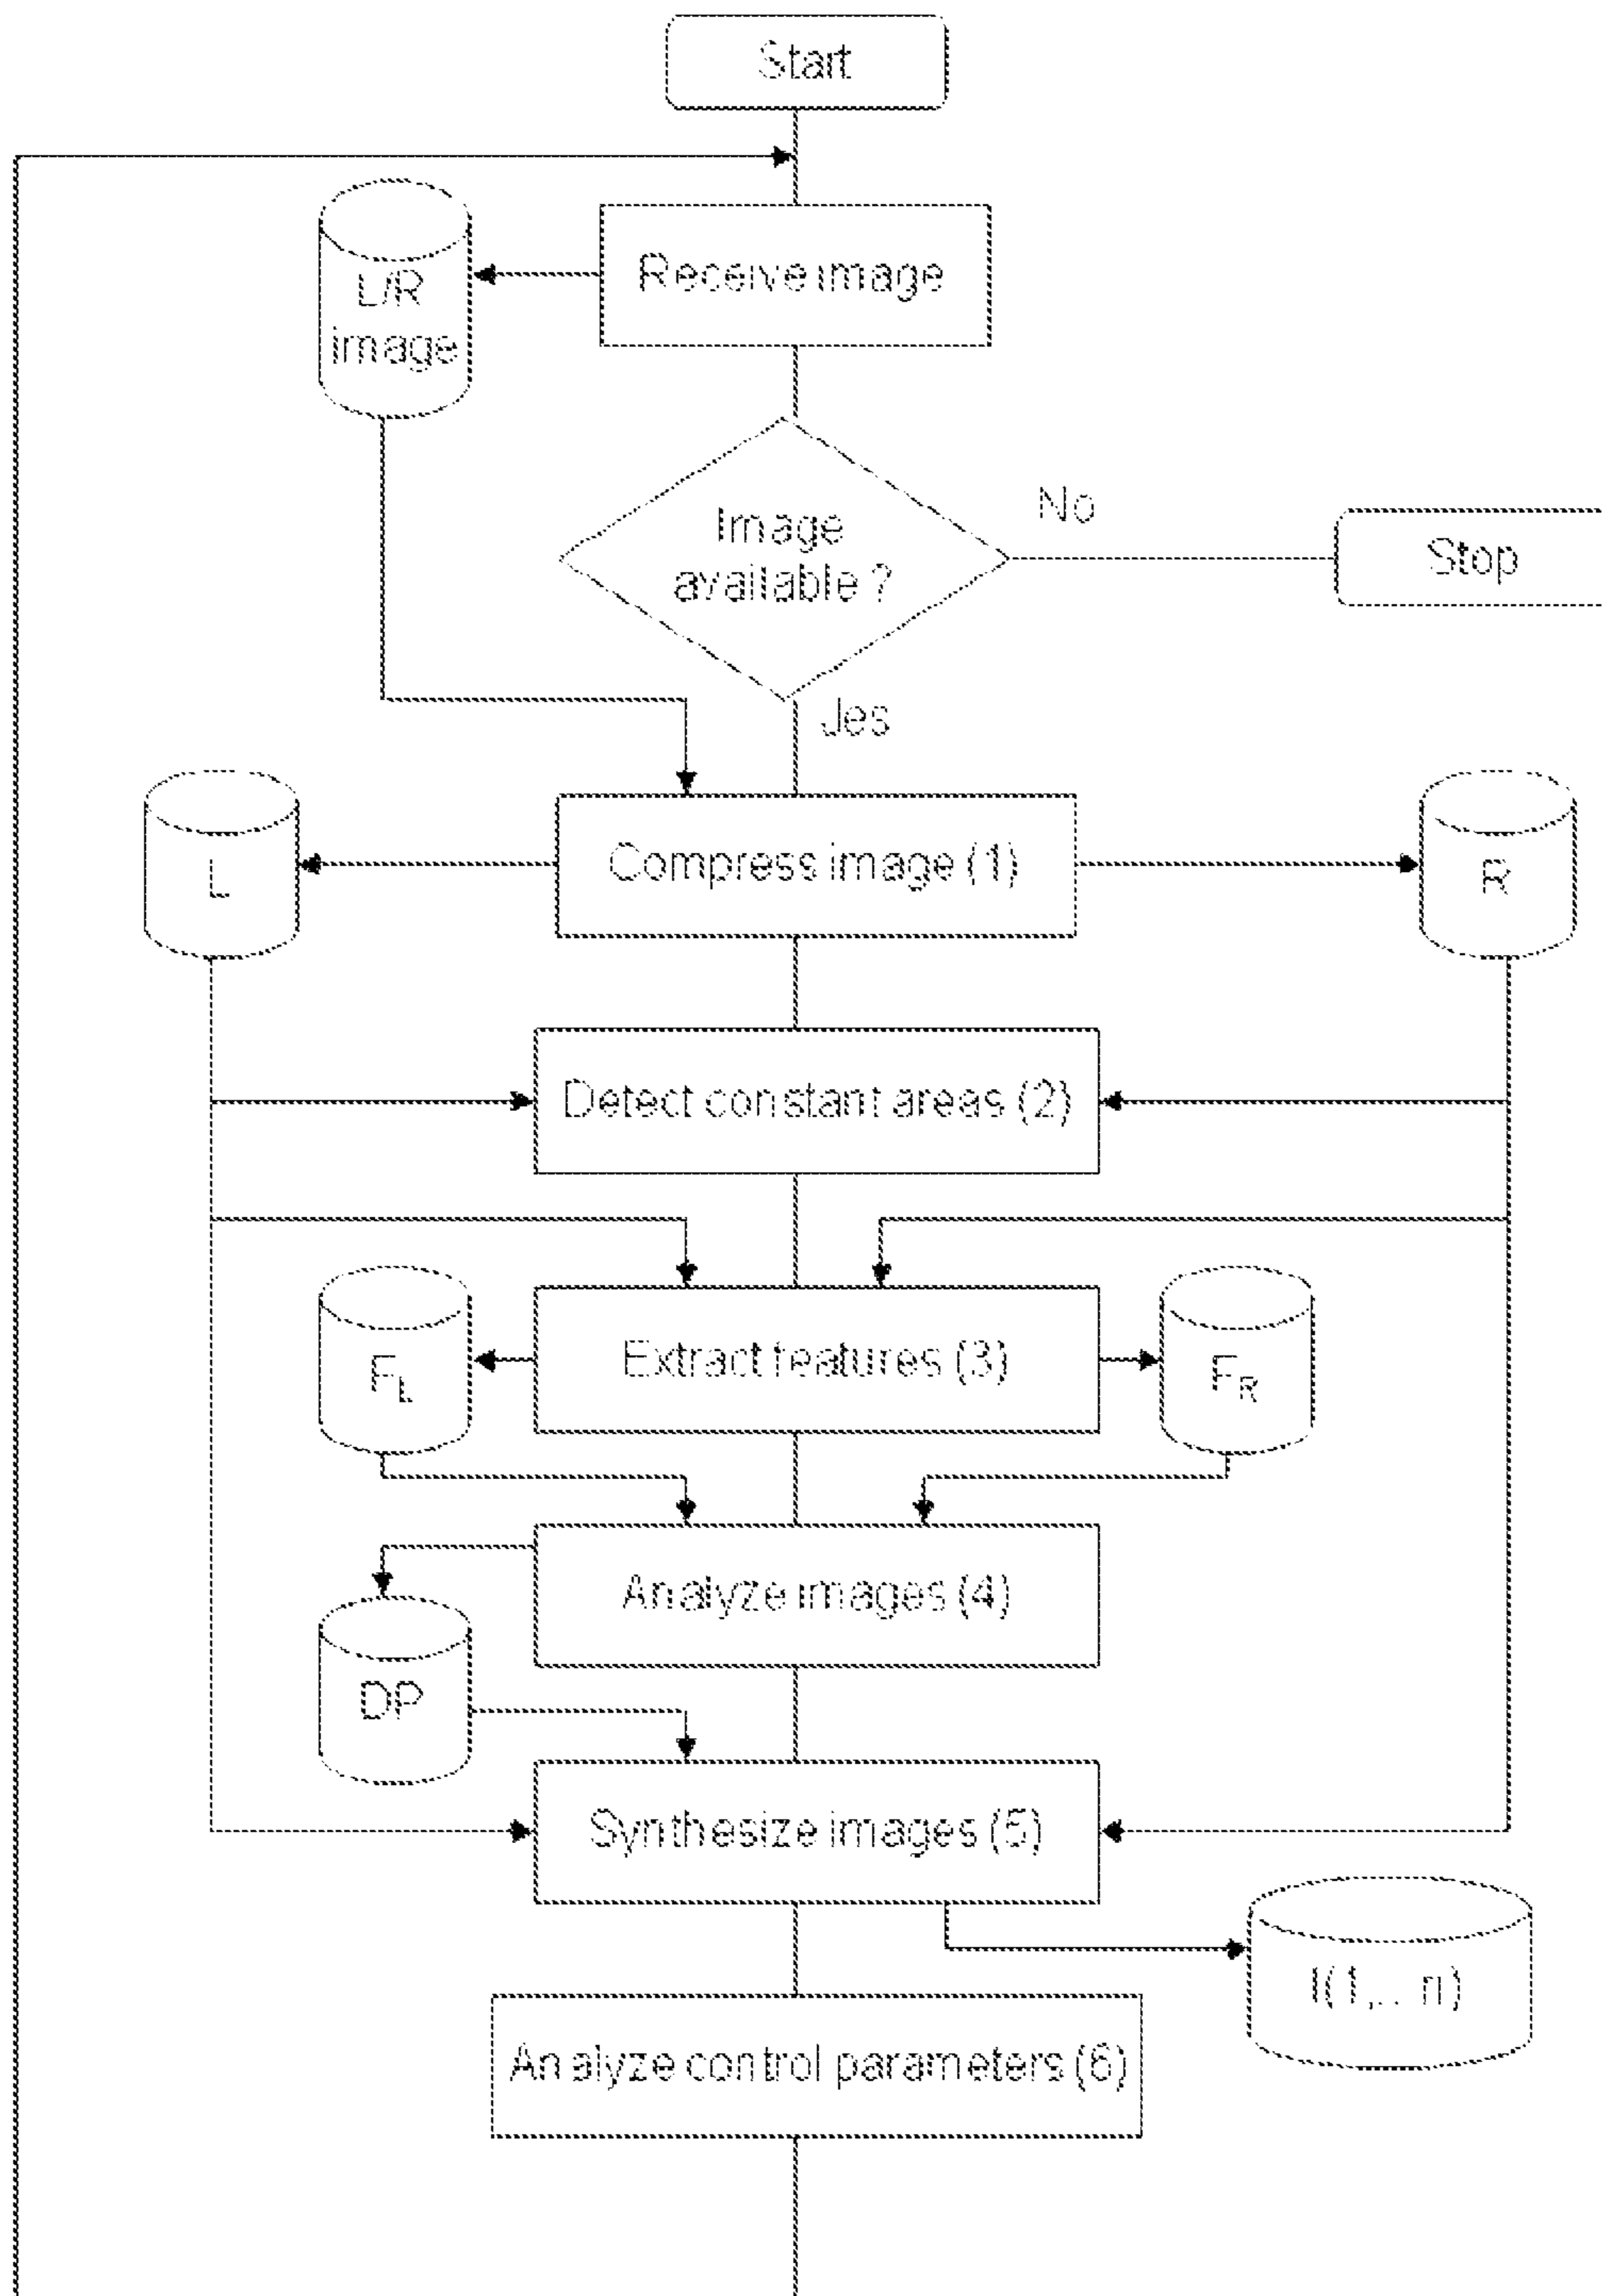 Start
Receive image
L/R
image
Image
available ?
No
Stop
Jes
L
Compress image (1)
R
Detect constant areas (2)
FL
Extract features (3)
FR
Analyze images (4)
DP
Synthesize images (5)
I(1,.. n)
Analyze control parameters (6)